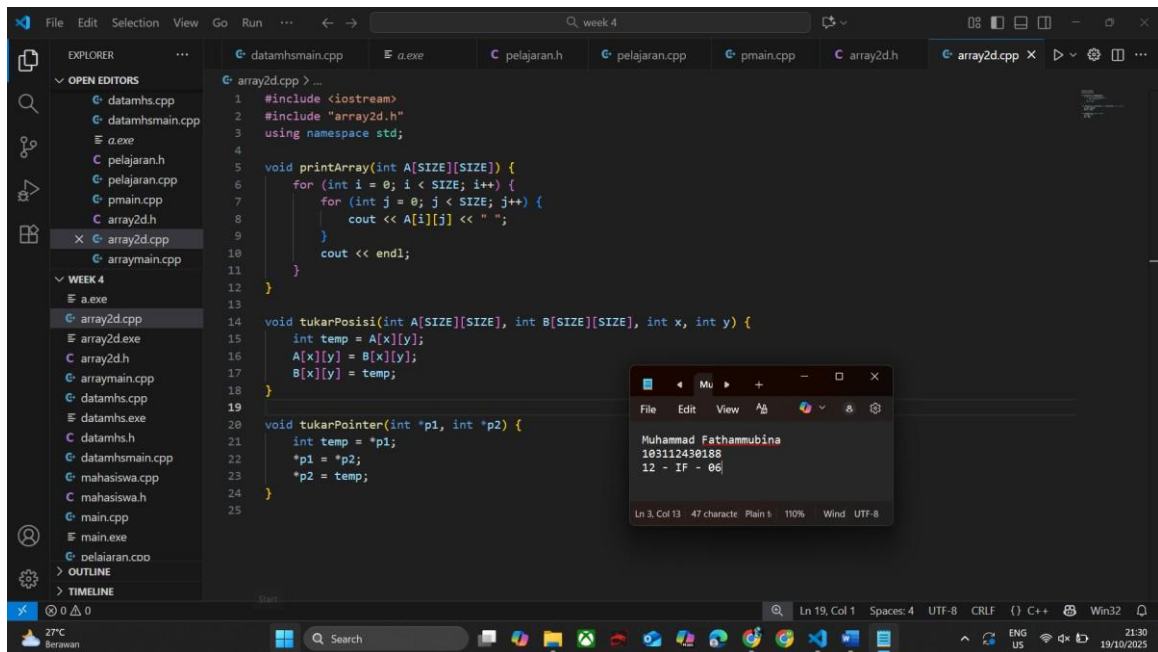 File Edit Selection View Go Run ... week 4
EXPLORER ...
datamhsmain.cpp a.exe pelajaran.h pelajaran.cpp pmain.cpp array2d.h array2d.cpp
OPEN EDITORS
datamhs.cpp
datamhsmain.cpp
a.exe
pelajaran.h
pelajaran.cpp
pmain.cpp
array2d.h
array2d.cpp
arraymain.cpp
WEEK 4
a.exe
array2d.cpp
array2d.exe
array2d.h
arraymain.cpp
datamhs.cpp
datamhs.exe
datamhs.h
datamhsmain.cpp
mahasiswa.cpp
mahasiswa.h
main.cpp
main.exe
pelajaran.cpp
OUTLINE
TIMELINE
array2d.cpp > ...
1 #include <iostream>
2 #include "array2d.h"
3 using namespace std;
4
5 void printArray(int A[SIZE][SIZE]) {
6 for (int i = 0; i < SIZE; i++) {
7 for (int j = 0; j < SIZE; j++) {
8 cout << A[i][j] << " ";
9 }
10 cout << endl;
11 }
12 }
13
14 void tukarPosisi(int A[SIZE][SIZE], int B[SIZE][SIZE], int x, int y) {
15 int temp = A[x][y];
16 A[x][y] = B[x][y];
17 B[x][y] = temp;
18 }
19
20 void tukarPointer(int *p1, int *p2) {
21 int temp = *p1;
22 *p1 = *p2;
23 *p2 = temp;
24 }
25
Mu
File Edit View
Muhammad Fathammubina
103112430188
12 - IF - 06
Ln 3, Col 13 47 characte Plain t 110% Wind UTF-8
Start
0 0 Ln 19, Col 1 Spaces: 4 UTF-8 CRLF {} C++ Win32
27°C
Berawan
Search
ENG
US
21:30
19/10/2025